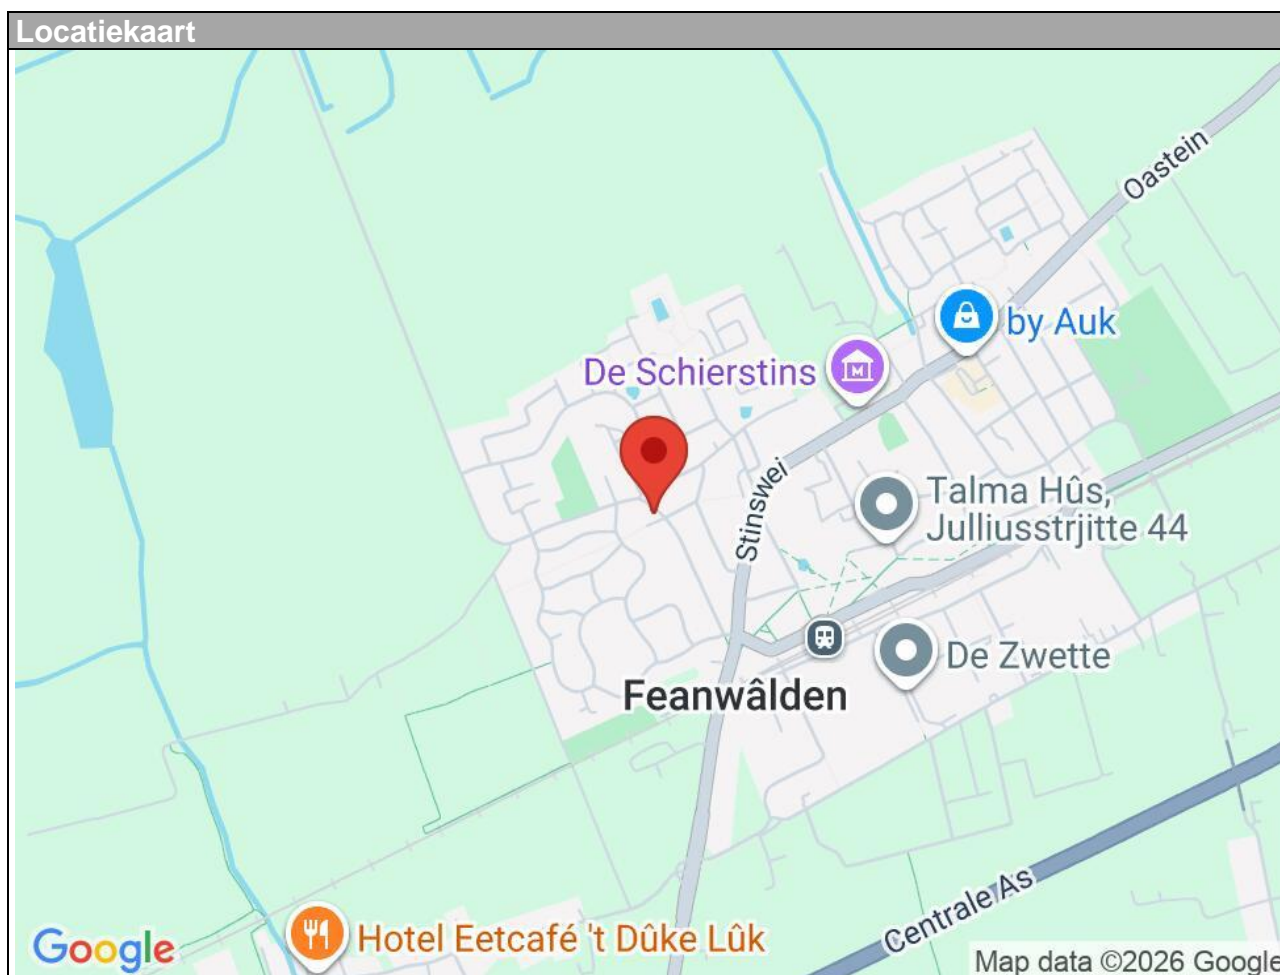 Locatiekaart
Oastein
by Auk
De Schierstins
Stinswei
Talma Hûs,
Julliusstrjitte 44
De Zwette
Feanwâlden
Centrale As
Hotel Eetcafé 't Dûke Lûk
Google
Map data ©2026 Google